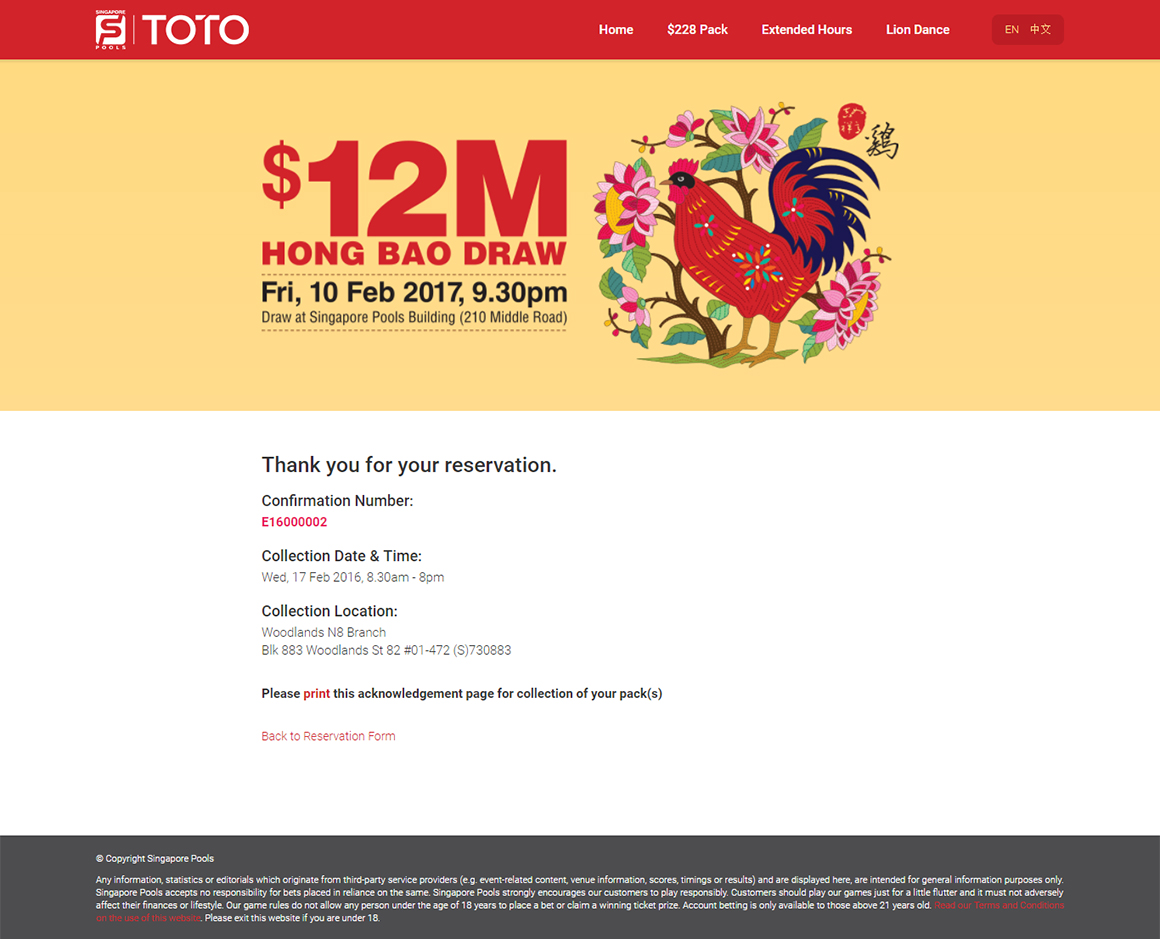 SINGAPORE
POOLS
TOTO
Home
$228 Pack
Extended Hours
Lion Dance
EN 中文
$12M
HONG BAO DRAW
Fri, 10 Feb 2017, 9.30pm
Draw at Singapore Pools Building (210 Middle Road)
鸡
Thank you for your reservation.
Confirmation Number:
E16000002
Collection Date & Time:
Wed, 17 Feb 2016, 8.30am - 8pm
Collection Location:
Woodlands N8 Branch
Blk 883 Woodlands St 82 #01-472 (S)730883
Please print this acknowledgement page for collection of your pack(s)
Back to Reservation Form
© Copyright Singapore Pools
Any information, statistics or editorials which originate from third-party service providers (e.g. event-related content, venue information, scores, timings or results) and are displayed here, are intended for general information purposes only.
Singapore Pools accepts no responsibility for bets placed in reliance on the same. Singapore Pools strongly encourages our customers to play responsibly. Customers should play our games just for a little flutter and it must not adversely
affect their finances or lifestyle. Our game rules do not allow any person under the age of 18 years to place a bet or claim a winning ticket prize. Account betting is only available to those above 21 years old. Read our Terms and Conditions
on the use of this website. Please exit this website if you are under 18.